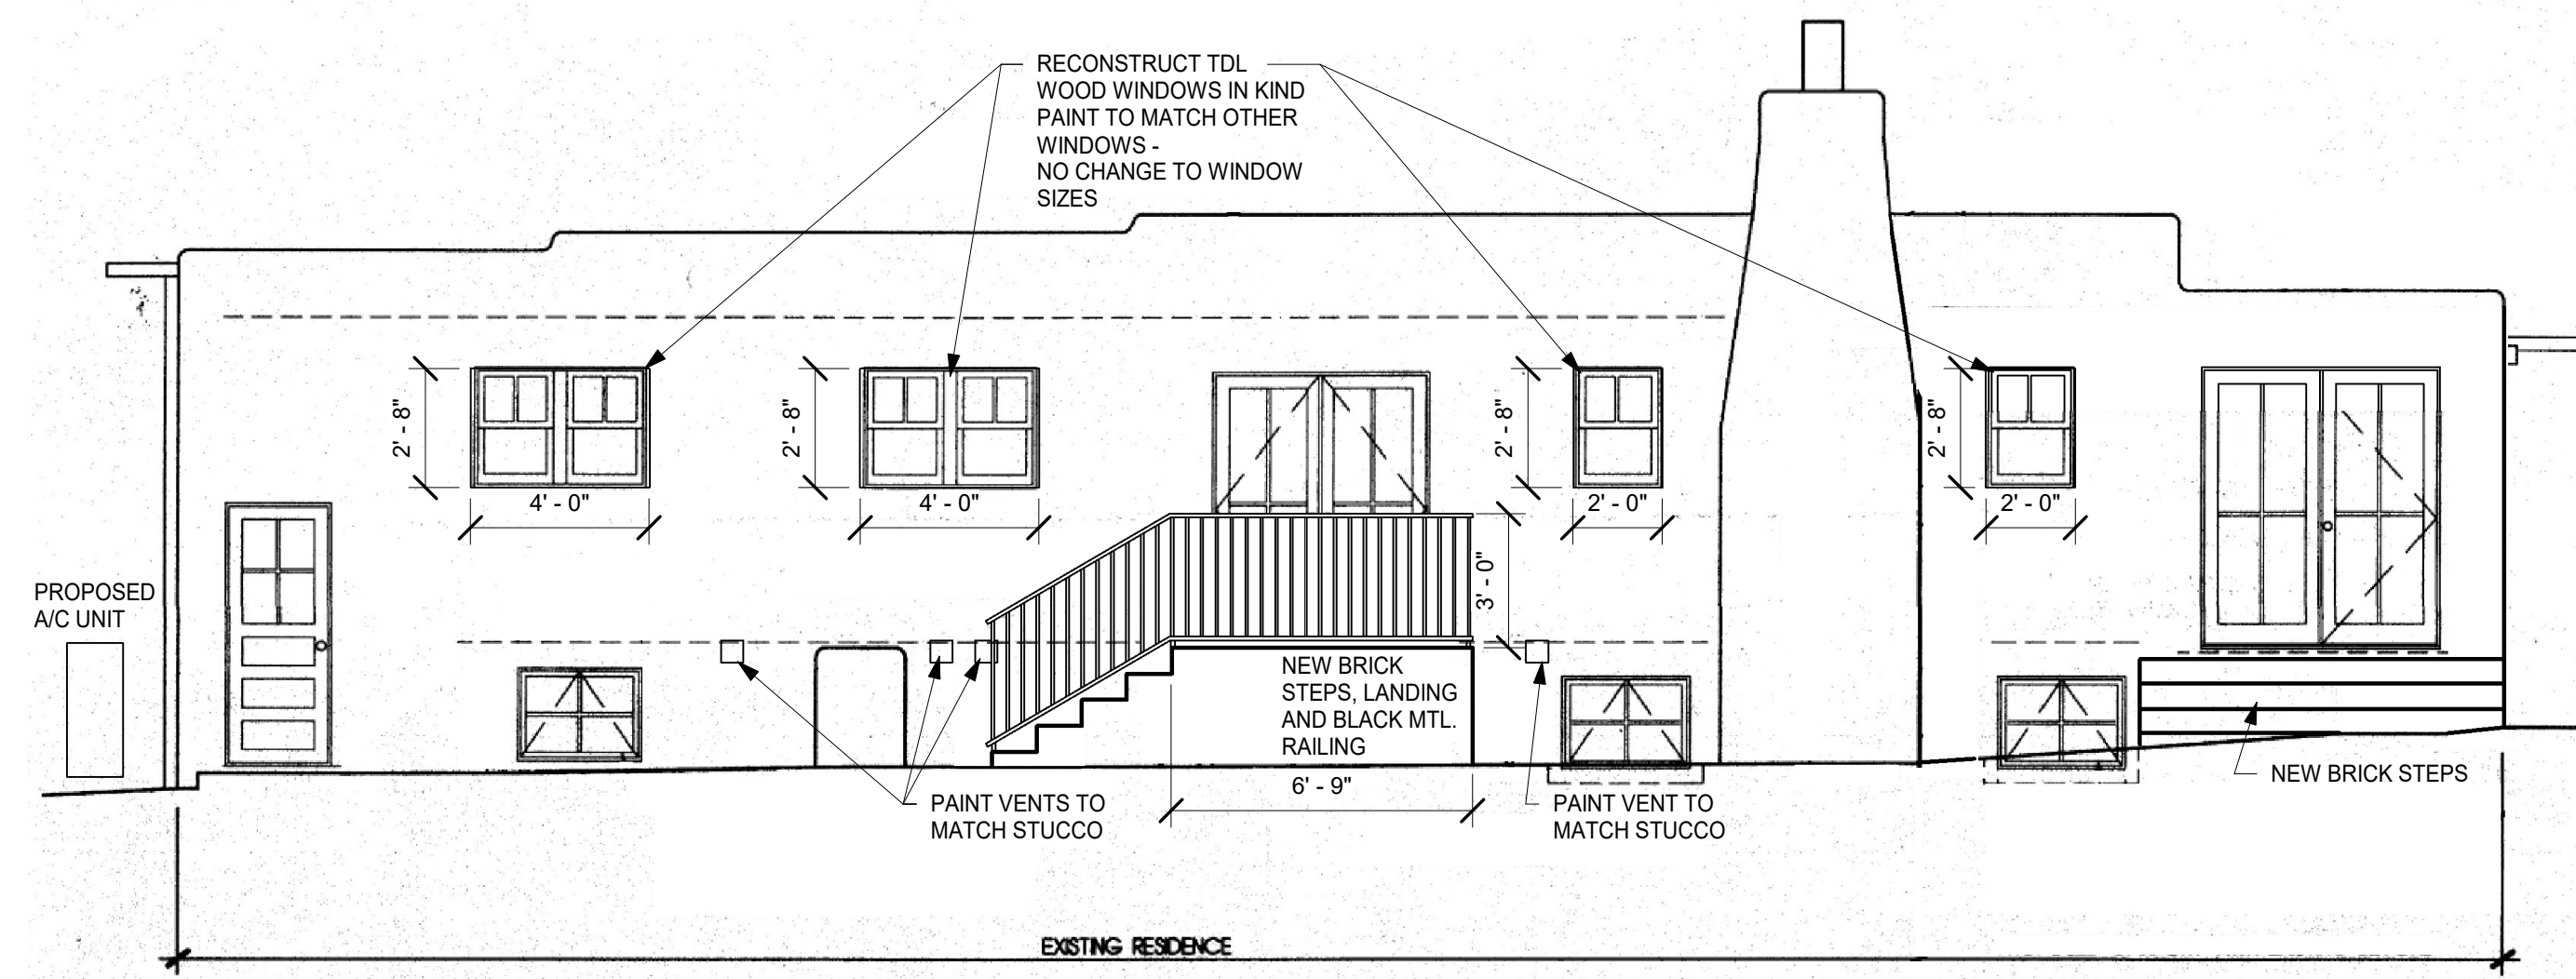 RECONSTRUCT TDL
WOOD WINDOWS IN KIND
PAINT TO MATCH OTHER
WINDOWS -
NO CHANGE TO WINDOW
SIZES
2' - 8"
4' - 0"
2' - 8"
4' - 0"
2' - 8"
2' - 0"
2' - 8"
2' - 0"
3' - 0"
PROPOSED
A/C UNIT
NEW BRICK
STEPS, LANDING
AND BLACK MTL.
RAILING
6' - 9"
PAINT VENTS TO
MATCH STUCCO
PAINT VENT TO
MATCH STUCCO
NEW BRICK STEPS
EXISTING RESIDENCE